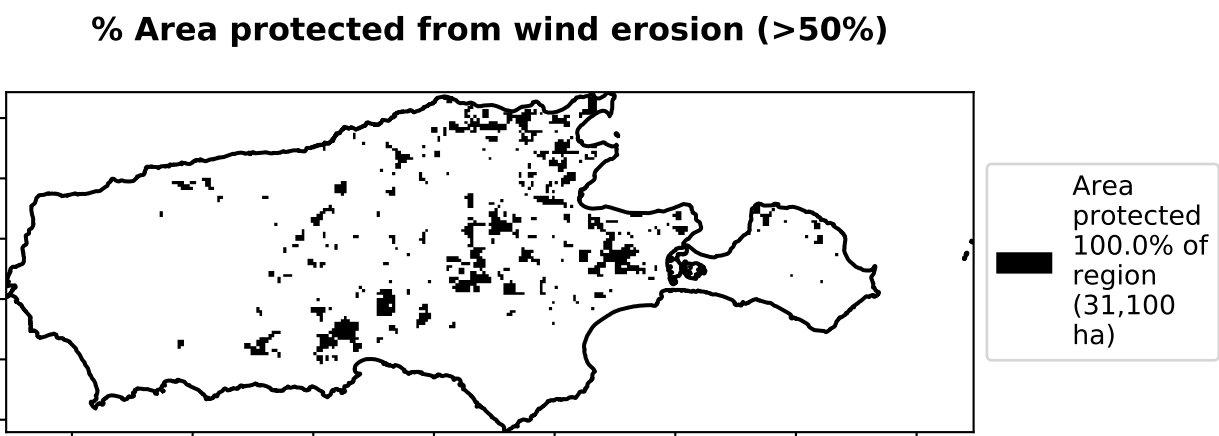 % Area protected from wind erosion (>50%)
Area
protected
100.0% of
region
(31,100
ha)